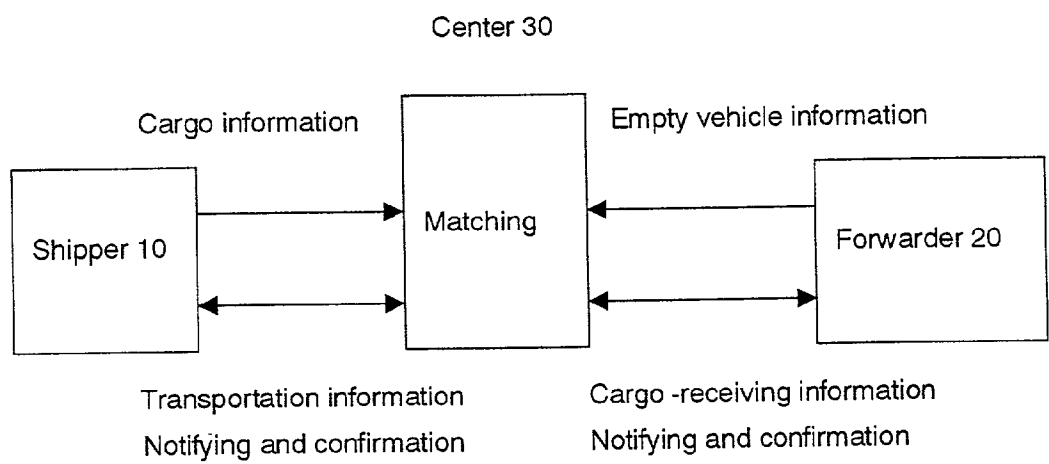 Center 30
Cargo information
Empty vehicle information
Shipper 10
Matching
Forwarder 20
Transportation information
Notifying and confirmation
Cargo -receiving information
Notifying and confirmation